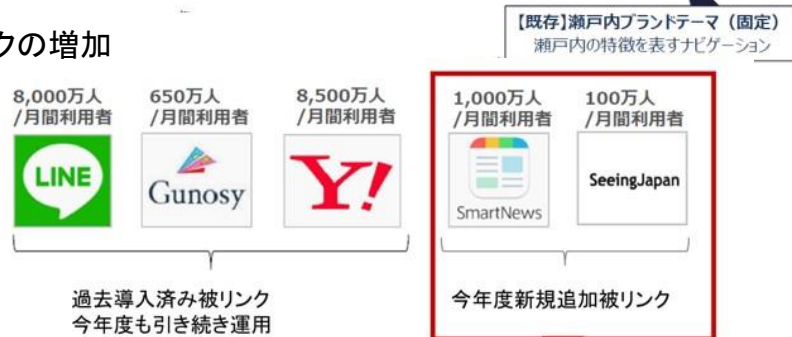 【既存】瀬戸内ブランドテーマ（固定）
瀬戸内の特徴を表すナビゲーション
クの増加
8,000万人
/月間利用者
650万人
/月間利用者
8,500万人
/月間利用者
1,000万人
/月間利用者
100万人
/月間利用者
LINE
Gunosy
Y!
SmartNews
SeeingJapan
過去導入済み被リンク
今年度も引き続き運用
今年度新規追加被リンク